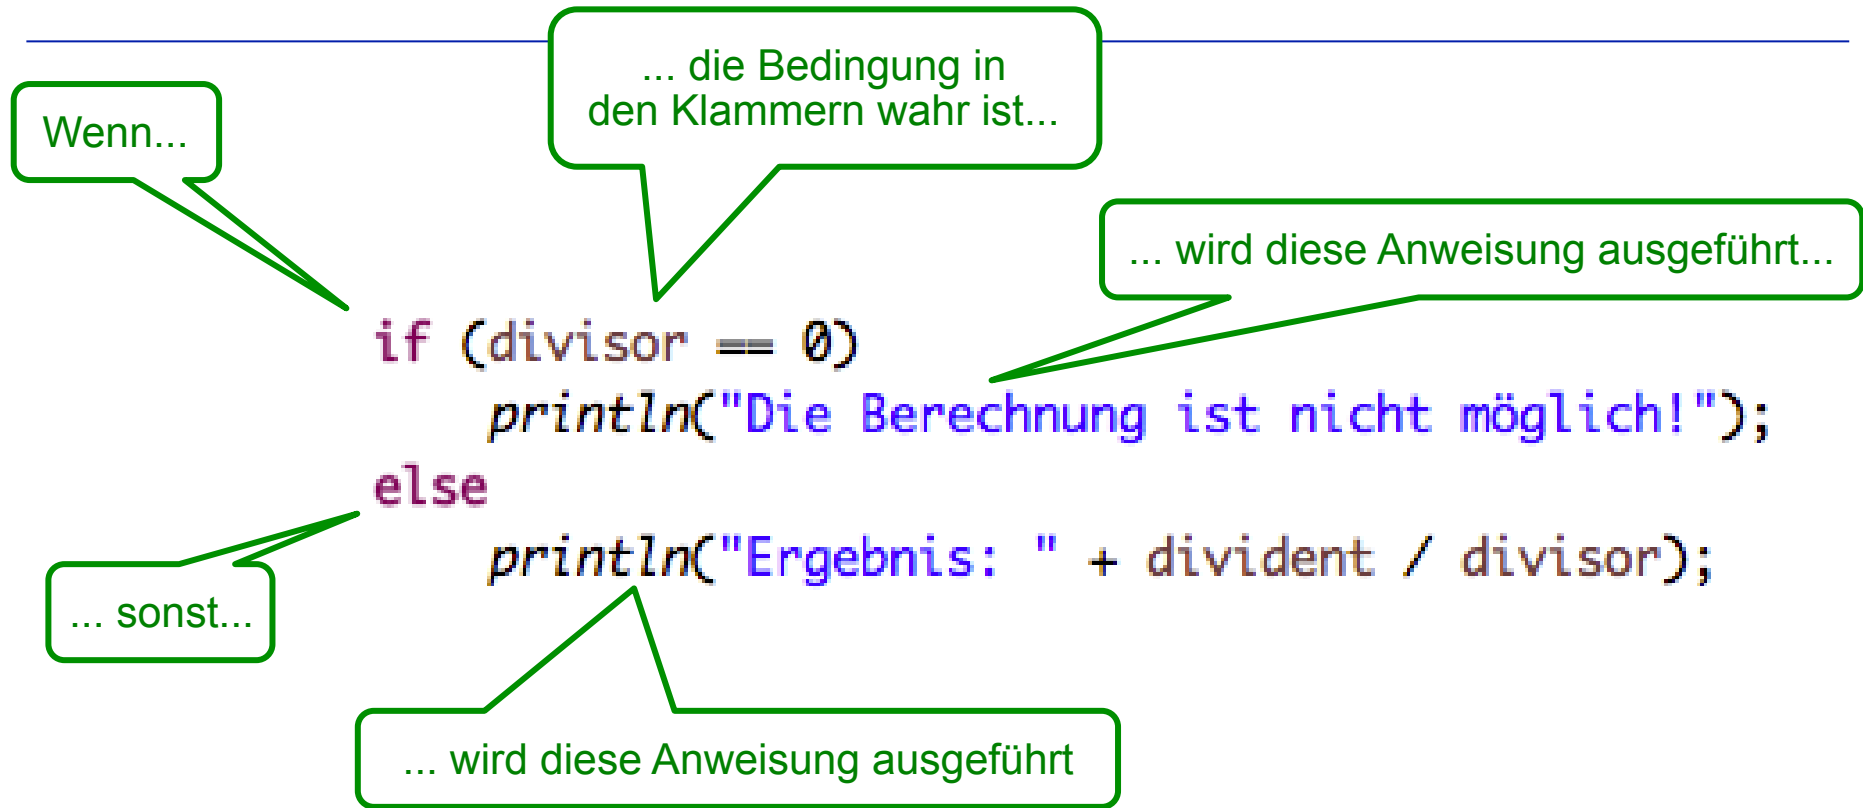 ... die Bedingung in
den Klammern wahr ist...
Wenn...
... wird diese Anweisung ausgeführt...
if (divisor == 0)
println("Die Berechnung ist nicht möglich!");
else
println("Ergebnis: " + divident / divisor);
... sonst...
... wird diese Anweisung ausgeführt